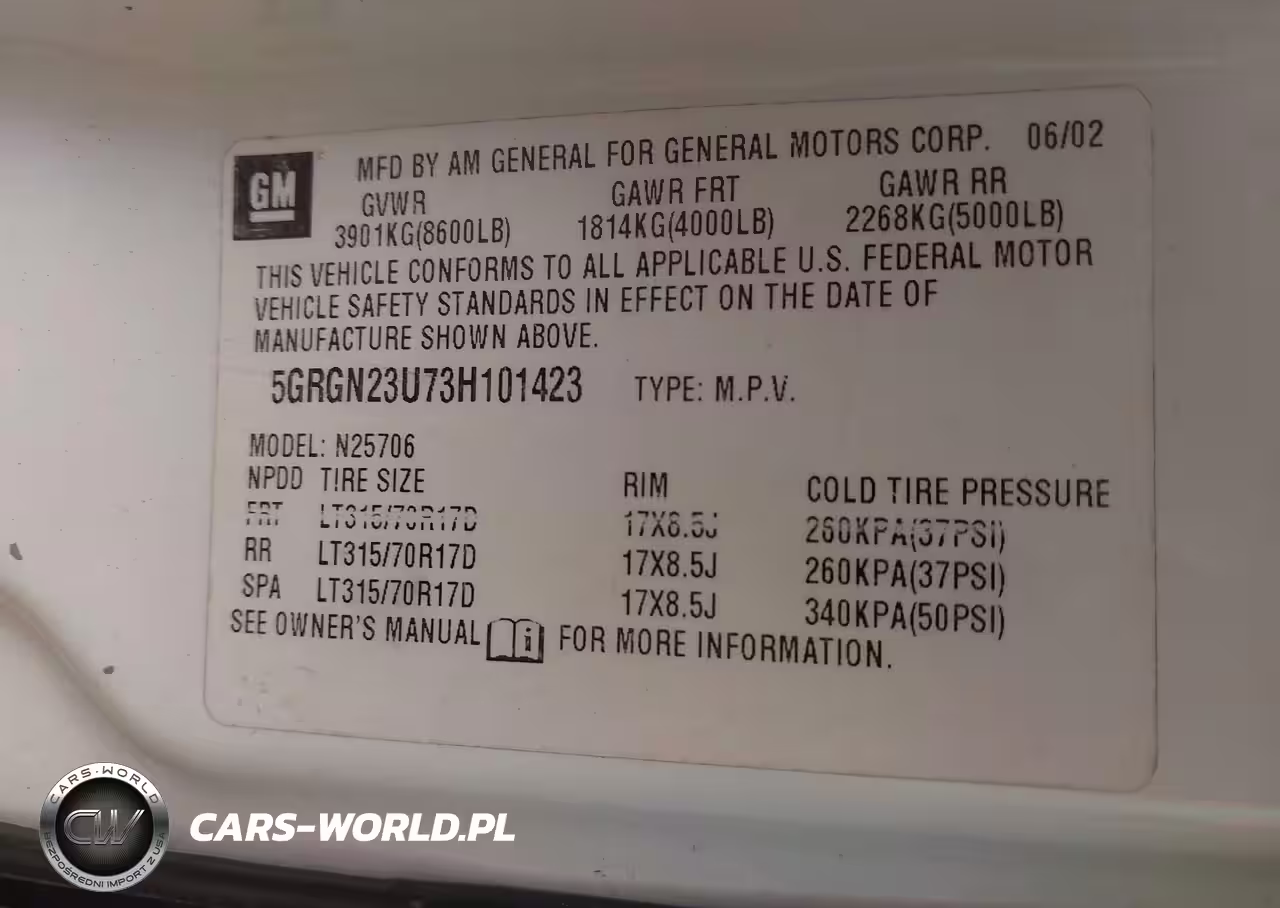 GM
MFD BY AM GENERAL FOR GENERAL MOTORS CORP. 06/02
GVWR GAWR FRT GAWR RR
3901KG(8600LB) 1814KG(4000LB) 2268KG(5000LB)
THIS VEHICLE CONFORMS TO ALL APPLICABLE U.S. FEDERAL MOTOR
VEHICLE SAFETY STANDARDS IN EFFECT ON THE DATE OF
MANUFACTURE SHOWN ABOVE.
5GRGN23U73H101423 TYPE: M.P.V.
MODEL: N25706
NPDD TIRE SIZE RIM COLD TIRE PRESSURE
FRT LT315/70R17D 17X8.5J 260KPA(37PSI)
RR LT315/70R17D 17X8.5J 260KPA(37PSI)
SPA LT315/70R17D 17X8.5J 340KPA(50PSI)
SEE OWNER'S MANUAL i FOR MORE INFORMATION.
CARS-WORLD
CW
BEZPOŚREDNI IMPORT Z USA
CARS-WORLD.PL